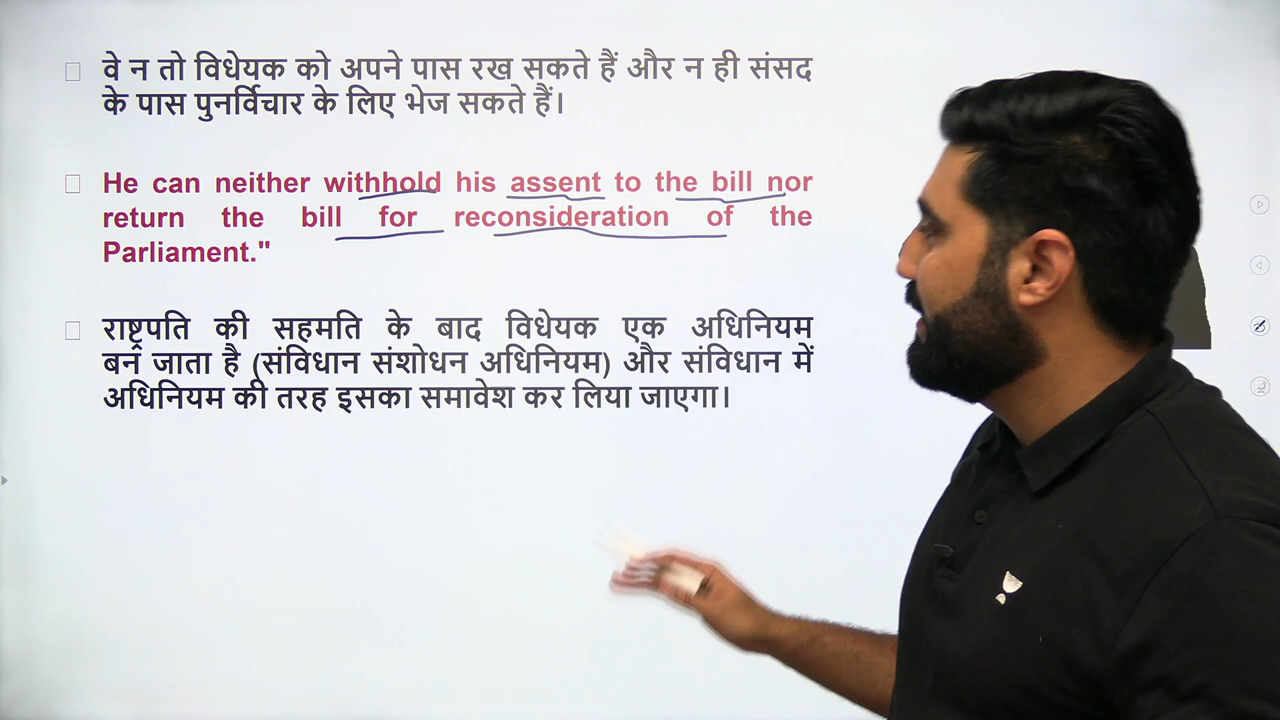 वे न तो विधेयक को अपने पास रख सकते हैं और न ही संसद
के पास पुनर्विचार के लिए भेज सकते हैं।
He can neither withhold his assent to the bill nor
return the bill for reconsideration of the
Parliament."
राष्ट्रपति की सहमति के बाद विधेयक एक अधिनियम
बन जाता है (संविधान संशोधन अधिनियम) और संविधान में
अधिनियम की तरह इसका समावेश कर लिया जाएगा।